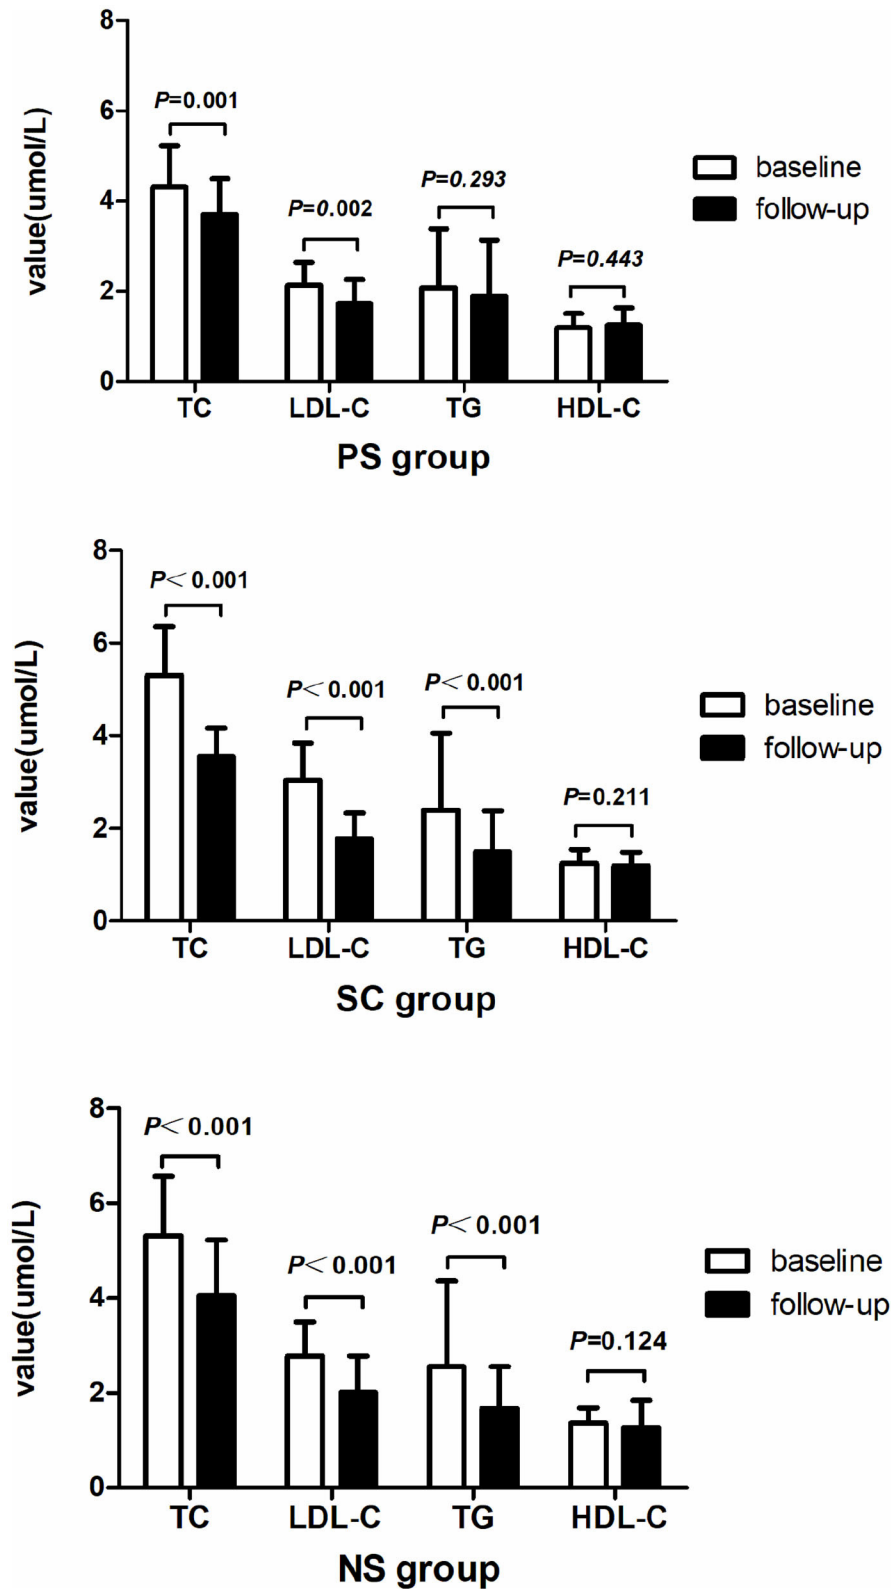 8
P=0.001
6
baseline
P=0.293
value(umol/L)
4
P=0.002
follow-up
P=0.443
2
0
TC LDL-C TG HDL-C
PS group
8
P< 0.001
6
P< 0.001 P< 0.001
baseline
value(umol/L)
4
follow-up
P=0.211
2
0
TC LDL-C TG HDL-C
SC group
8
P< 0.001
6
P< 0.001
baseline
value(umol/L)
P< 0.001
4
follow-up
P=0.124
2
0
TC LDL-C TG HDL-C
NS group